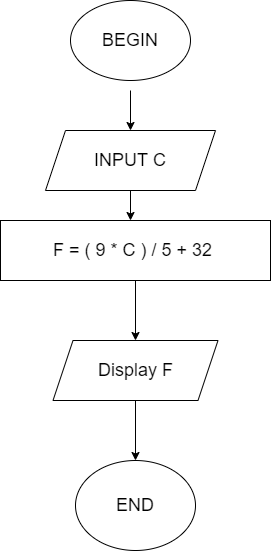 BEGIN
INPUT C
F = ( 9 * C ) / 5 + 32
Display F
END